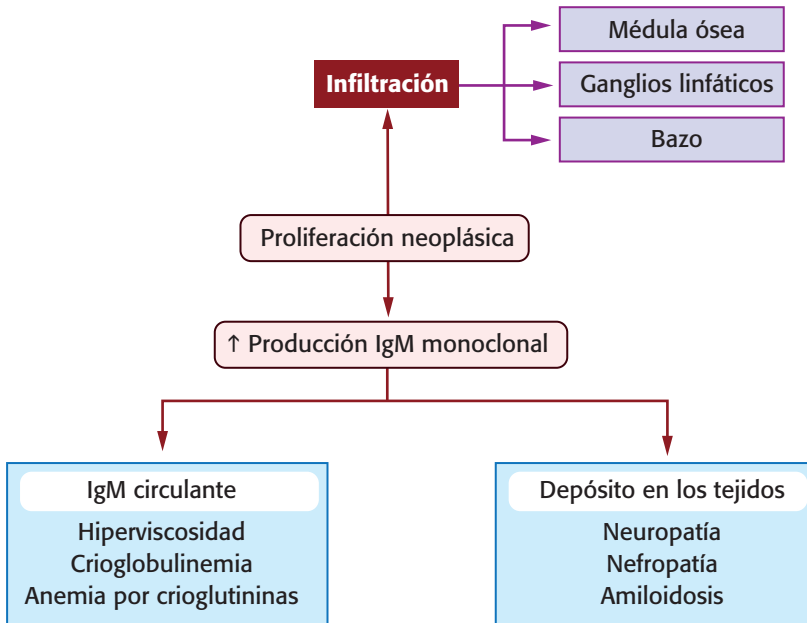 Médula ósea
Infiltración
Ganglios linfáticos
Bazo
Proliferación neoplásica
↑ Producción IgM monoclonal
IgM circulante
Hiperviscosidad
Crioglobulinemia
Anemia por crioglutininas
Depósito en los tejidos
Neuropatía
Nefropatía
Amiloidosis